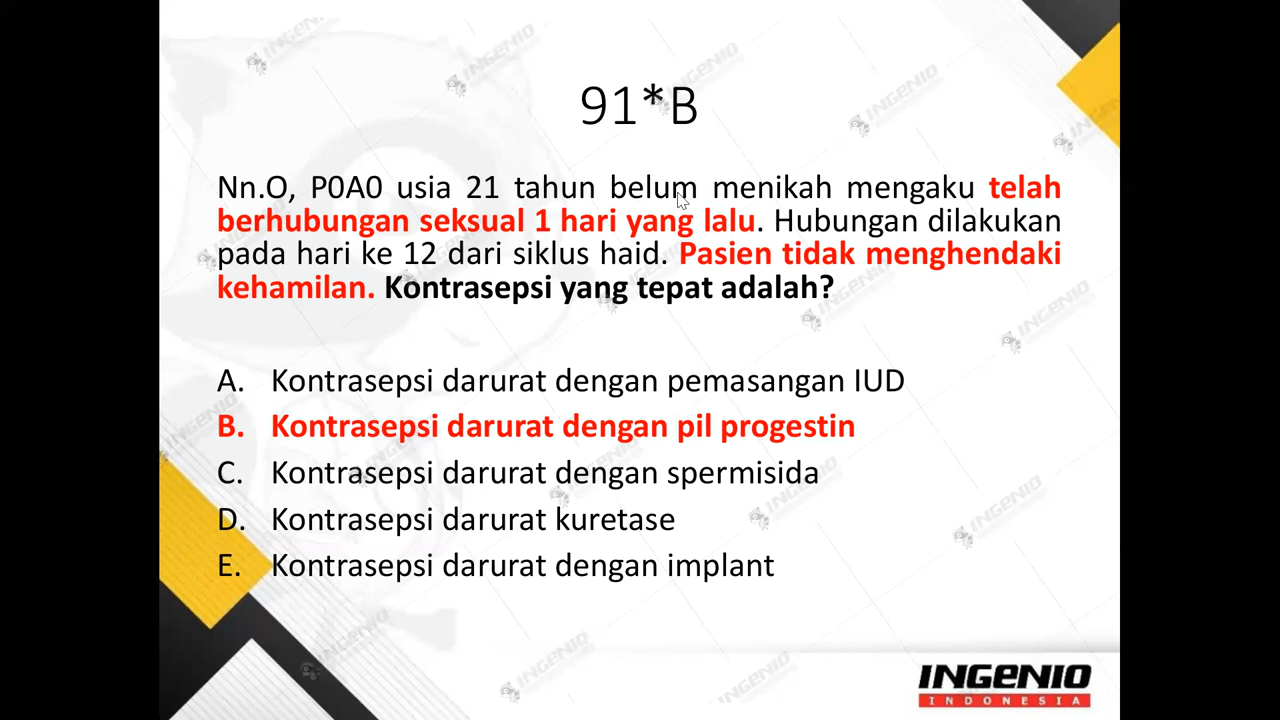 91*B
Nn.O, P0A0 usia 21 tahun belum menikah mengaku telah
berhubungan seksual 1 hari yang lalu. Hubungan dilakukan
pada hari ke 12 dari siklus haid. Pasien tidak menghendaki
kehamilan. Kontrasepsi yang tepat adalah?
A. Kontrasepsi darurat dengan pemasangan IUD
B. Kontrasepsi darurat dengan pil progestin
C. Kontrasepsi darurat dengan spermisida
D. Kontrasepsi darurat kuretase
E. Kontrasepsi darurat dengan implant
INGENIO
INDONESIA